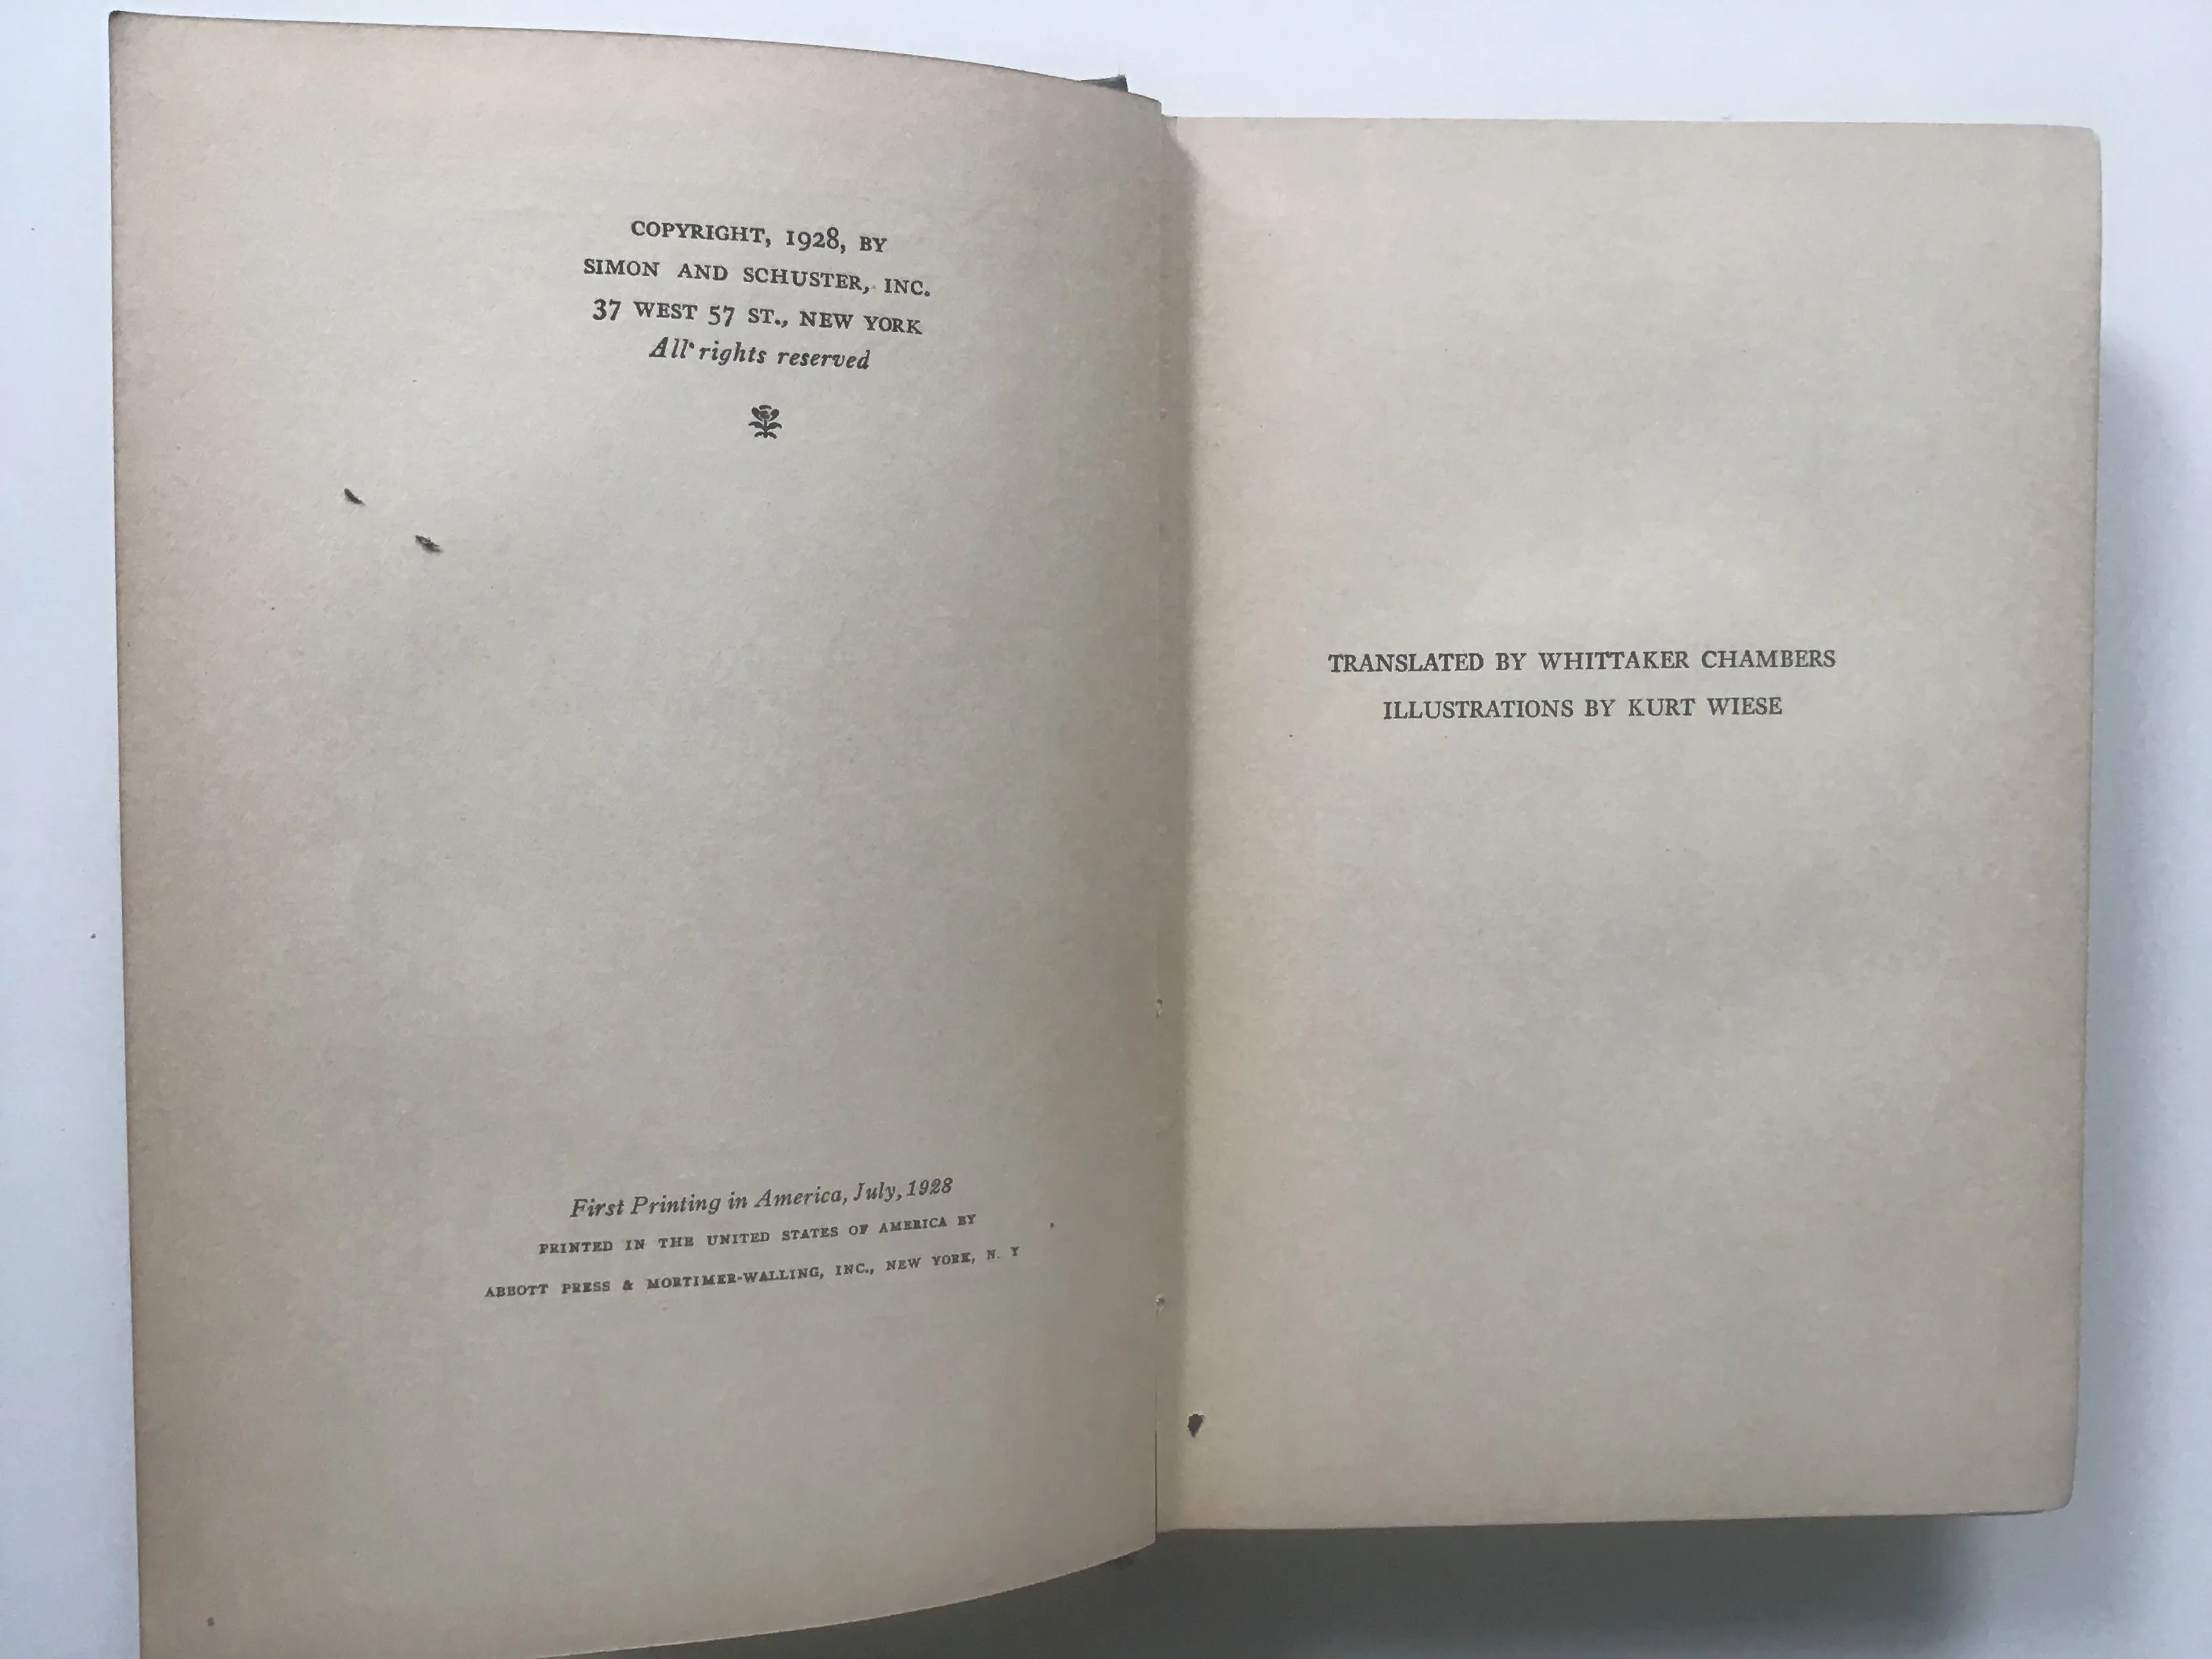 COPYRIGHT, 1928, BY
SIMON AND SCHUSTER, INC.
37 WEST 57 ST., NEW YORK
All rights reserved
First Printing in America, July, 1928
PRINTED IN THE UNITED STATES OF AMERICA BY
ABBOTT PRESS & MORTIMER-WALLING, INC., NEW YORK, N. Y
TRANSLATED BY WHITTAKER CHAMBERS
ILLUSTRATIONS BY KURT WIESE